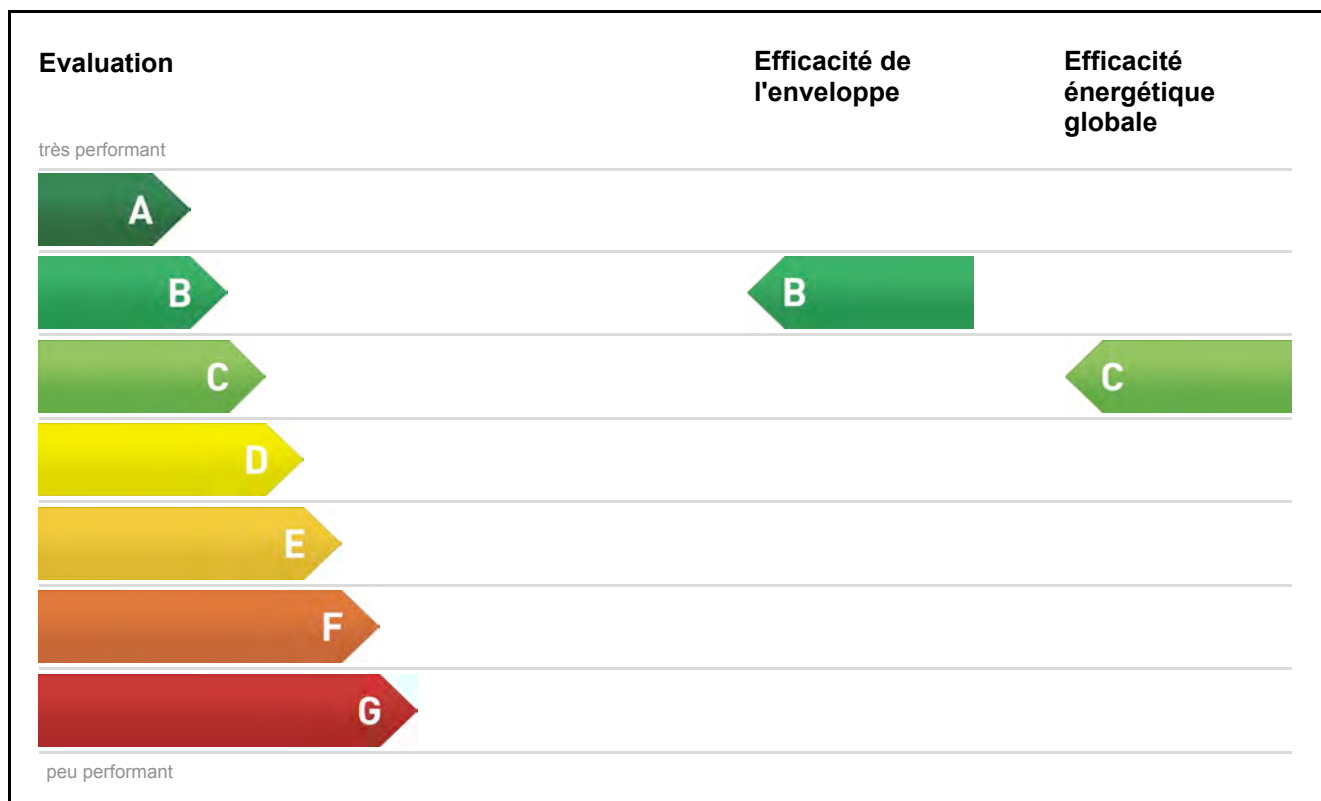 Evaluation
Efficacité de
l'enveloppe
Efficacité
énergétique
globale
très performant
A
B
B
C
C
D
E
F
G
peu performant